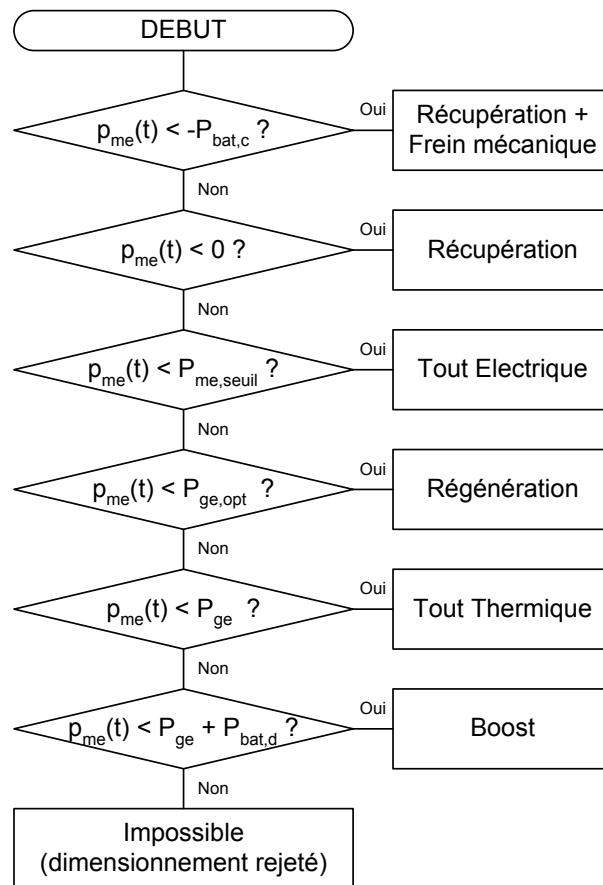 DEBUT
p_me(t) < -P_bat,c ?
Oui
Récupération +
Frein mécanique
Non
p_me(t) < 0 ?
Oui
Récupération
Non
p_me(t) < P_me,seuil ?
Oui
Tout Electrique
Non
p_me(t) < P_ge,opt ?
Oui
Régénération
Non
p_me(t) < P_ge ?
Oui
Tout Thermique
Non
p_me(t) < P_ge + P_bat,d ?
Oui
Boost
Non
Impossible
(dimensionnement rejeté)